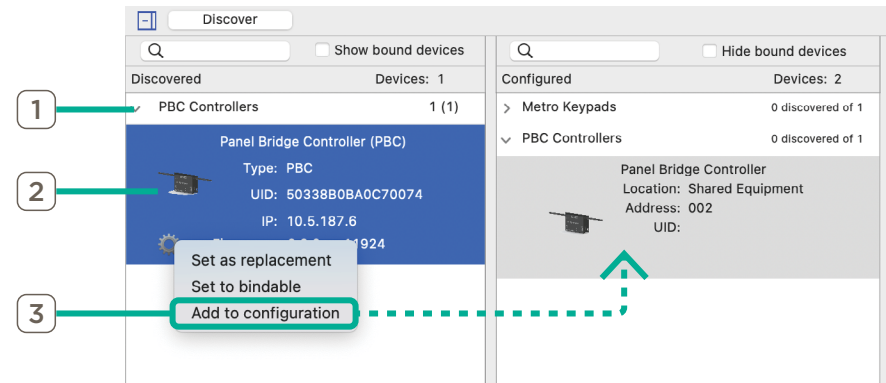 Discover
Show bound devices
Discovered Devices: 1
1
PBC Controllers 1 (1)
Panel Bridge Controller (PBC)
Type: PBC
2
UID: 50338B0BA0C70074
IP: 10.5.187.6
1924
Set as replacement
Set to bindable
3
Add to configuration
Hide bound devices
Configured Devices: 2
Metro Keypads 0 discovered of 1
PBC Controllers 0 discovered of 1
Panel Bridge Controller
Location: Shared Equipment
Address: 002
UID: